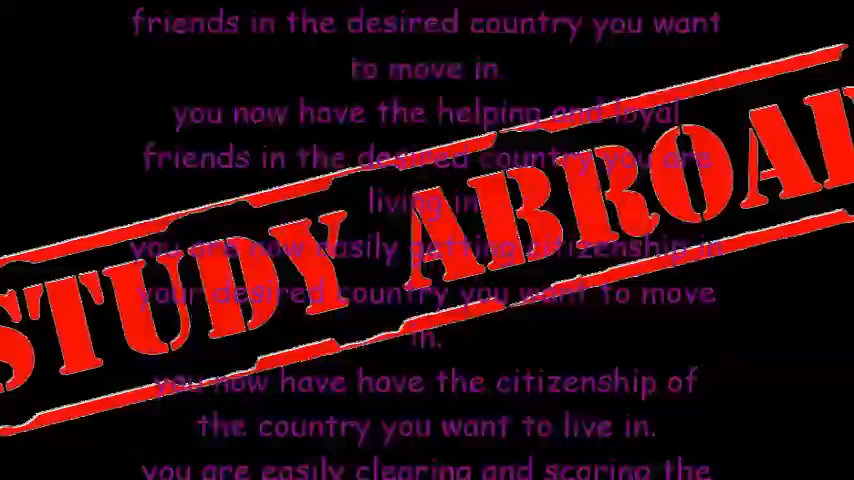 friends in the desired country you want
to move in.
you now have the helping and loyal
friends in the desired country you are
living in
you are now easily getting citizenship in
your desired country you want to move
in.
you now have have the citizenship of
the country you want to live in.
you are easily clearing and scoring the
STUDY ABROAD